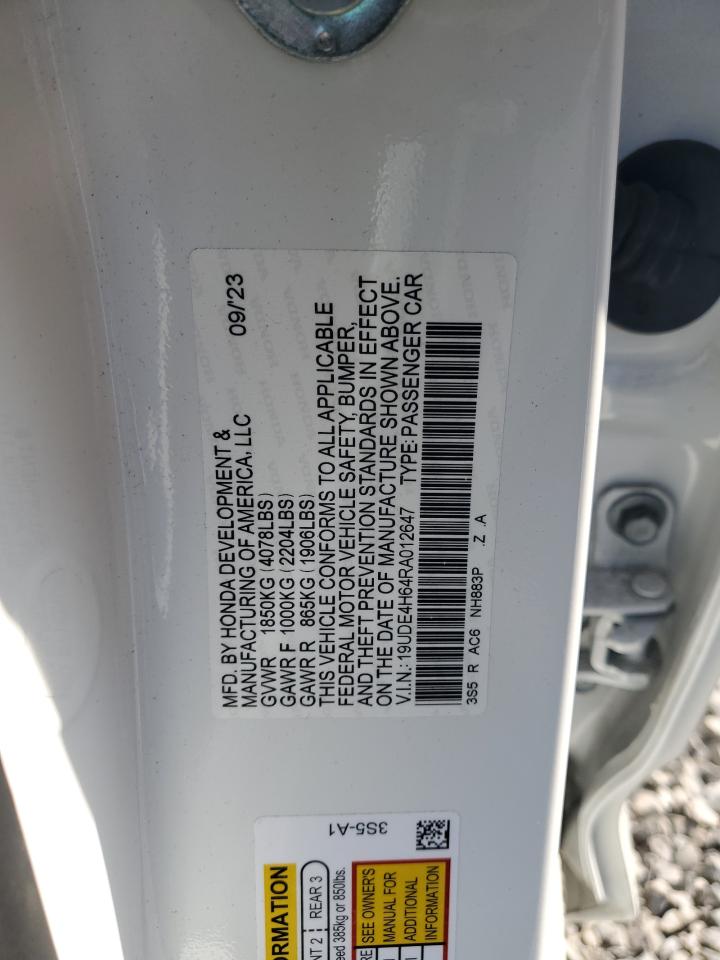 MFD. BY HONDA DEVELOPMENT &
MANUFACTURING OF AMERICA, LLC 09/'23
GVWR 1850KG (4078LBS)
GAWR F 1000KG (2204LBS)
GAWR R 865KG (1906LBS)
THIS VEHICLE CONFORMS TO ALL APPLICABLE
FEDERAL MOTOR VEHICLE SAFETY, BUMPER,
AND THEFT PREVENTION STANDARDS IN EFFECT
ON THE DATE OF MANUFACTURE SHOWN ABOVE.
V.I.N.: 19UDE4H64RA012647 TYPE: PASSENGER CAR
3S5 R AC6 NH883P .Z .A
3S5-A1
REAR 3
385kg or 850lbs.
SEE OWNER'S
MANUAL FOR
ADDITIONAL
INFORMATION